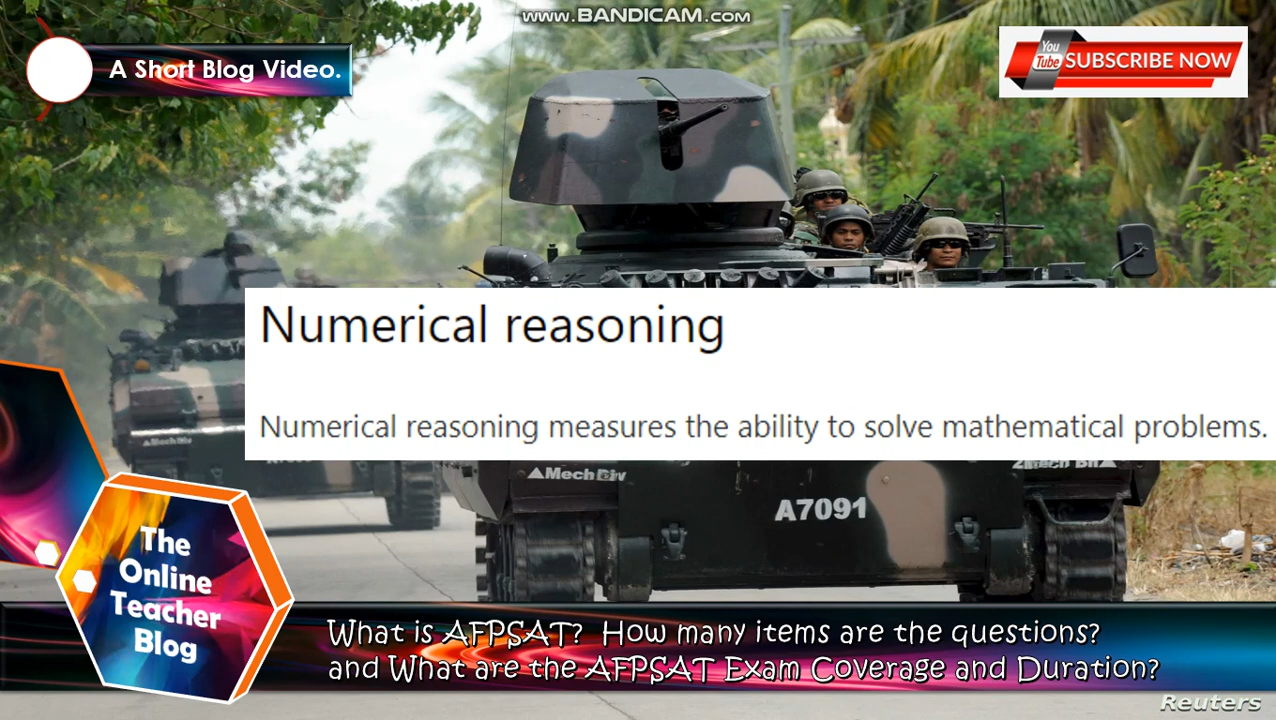 www.BANDICAM.com
A Short Blog Video.
You
Tube
SUBSCRIBE NOW
Numerical reasoning
Numerical reasoning measures the ability to solve mathematical problems.
▲MechDiv
▲Mech Div
A7091
The
Online
Teacher
Blog
What is AFPSAT? How many items are the questions?
and What are the AFPSAT Exam Coverage and Duration?
Reuters